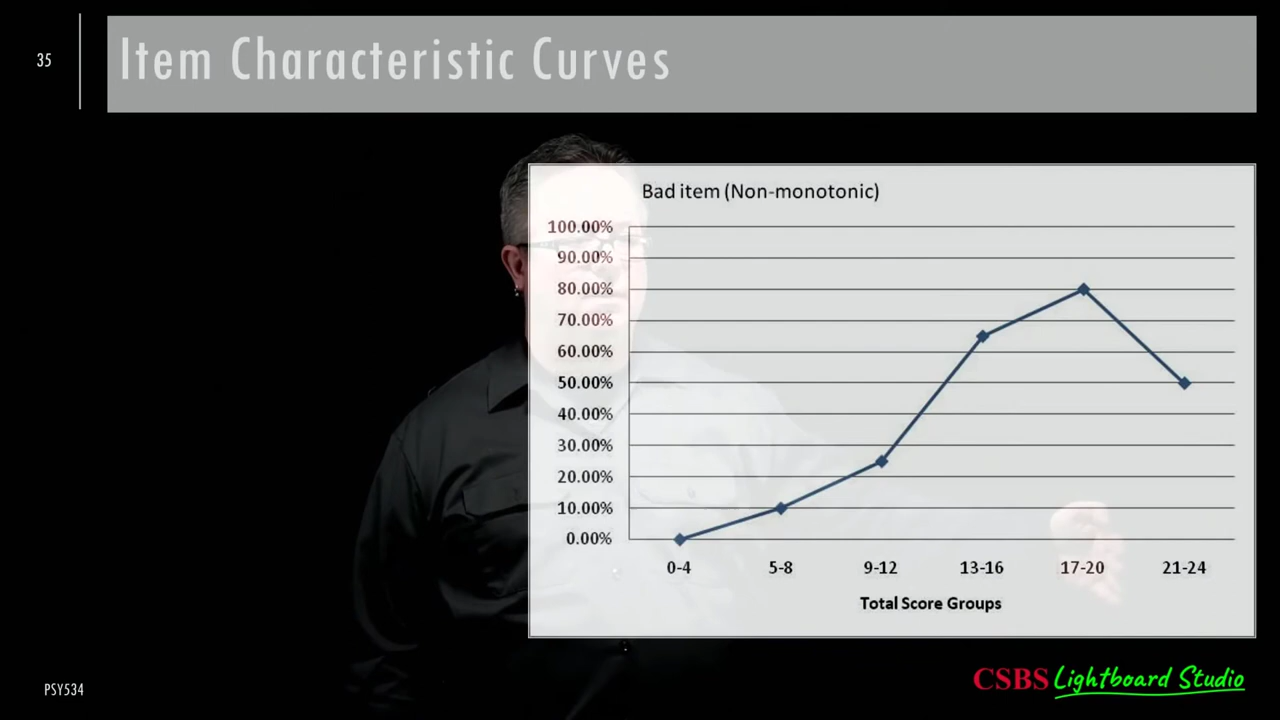 35
Item Characteristic Curves
Bad item (Non-monotonic)
100.00%
90.00%
80.00%
70.00%
60.00%
50.00%
40.00%
30.00%
20.00%
10.00%
0.00%
0-4 5-8 9-12 13-16 17-20 21-24
Total Score Groups
PSY534
CSBS Lightboard Studio